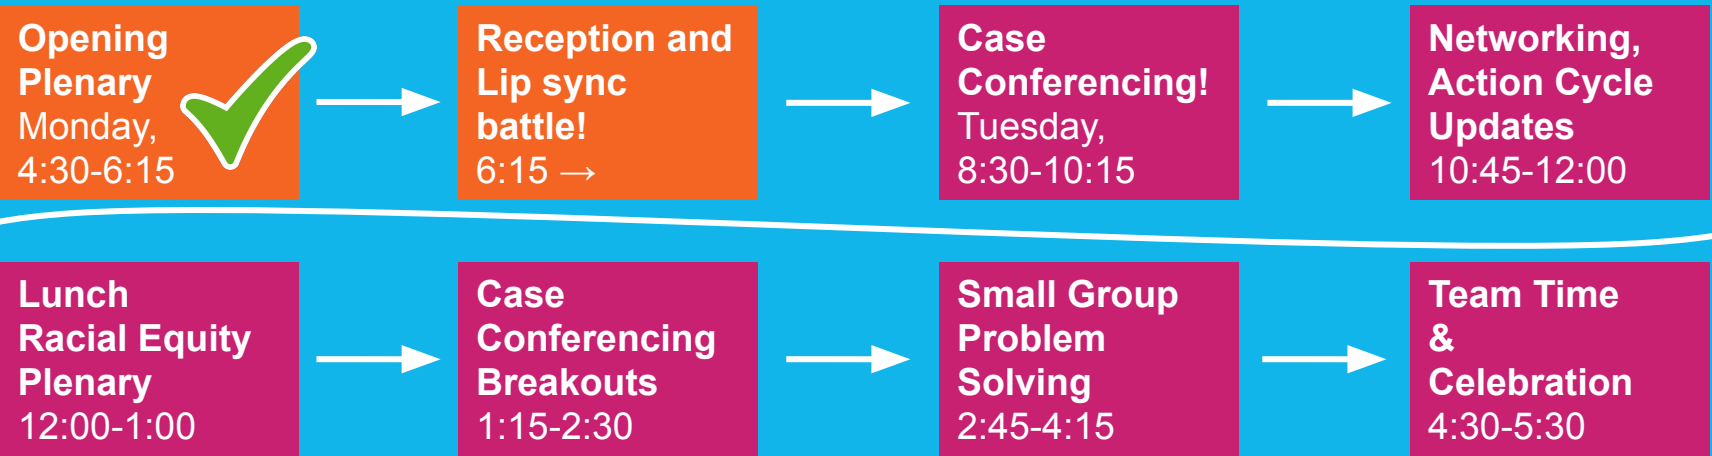 Opening
Plenary
Monday,
4:30-6:15
Reception and
Lip sync
battle!
6:15 →
Case
Conferencing!
Tuesday,
8:30-10:15
Networking,
Action Cycle
Updates
10:45-12:00
Lunch
Racial Equity
Plenary
12:00-1:00
Case
Conferencing
Breakouts
1:15-2:30
Small Group
Problem
Solving
2:45-4:15
Team Time
&
Celebration
4:30-5:30